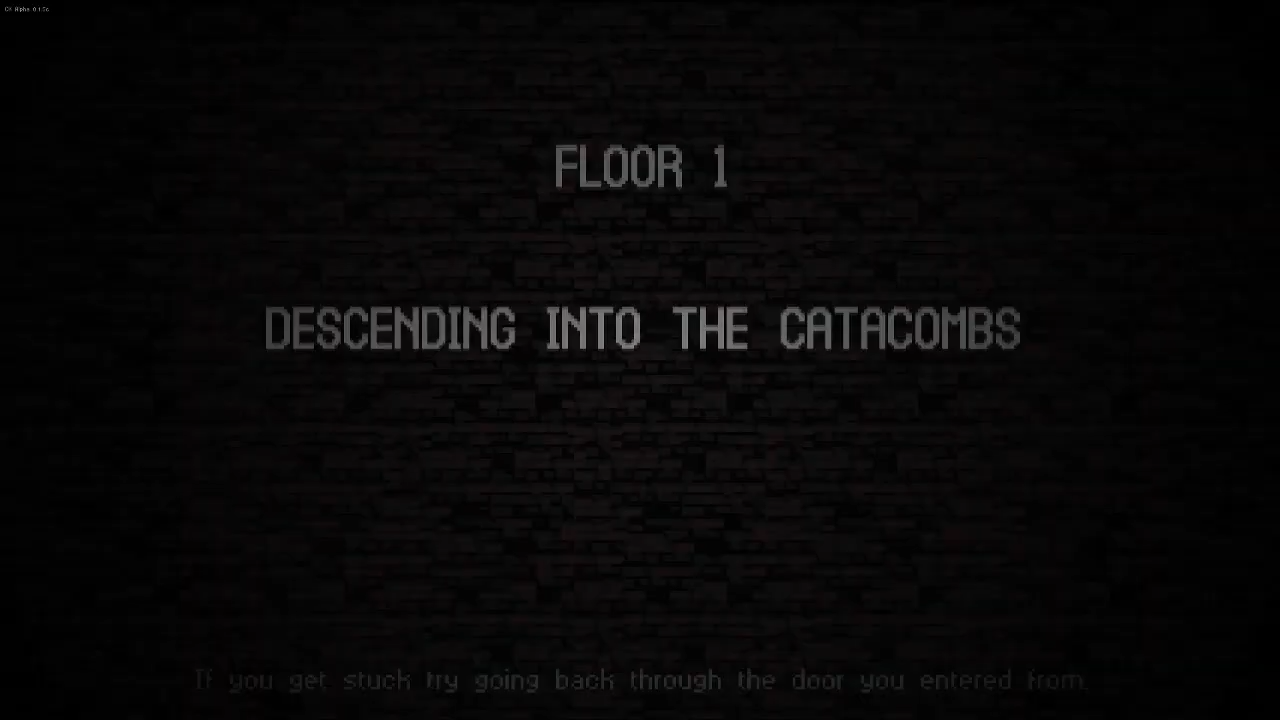 FLOOR 1
DESCENDING INTO THE CATACOMBS
If you get stuck try going back through the door you entered from.